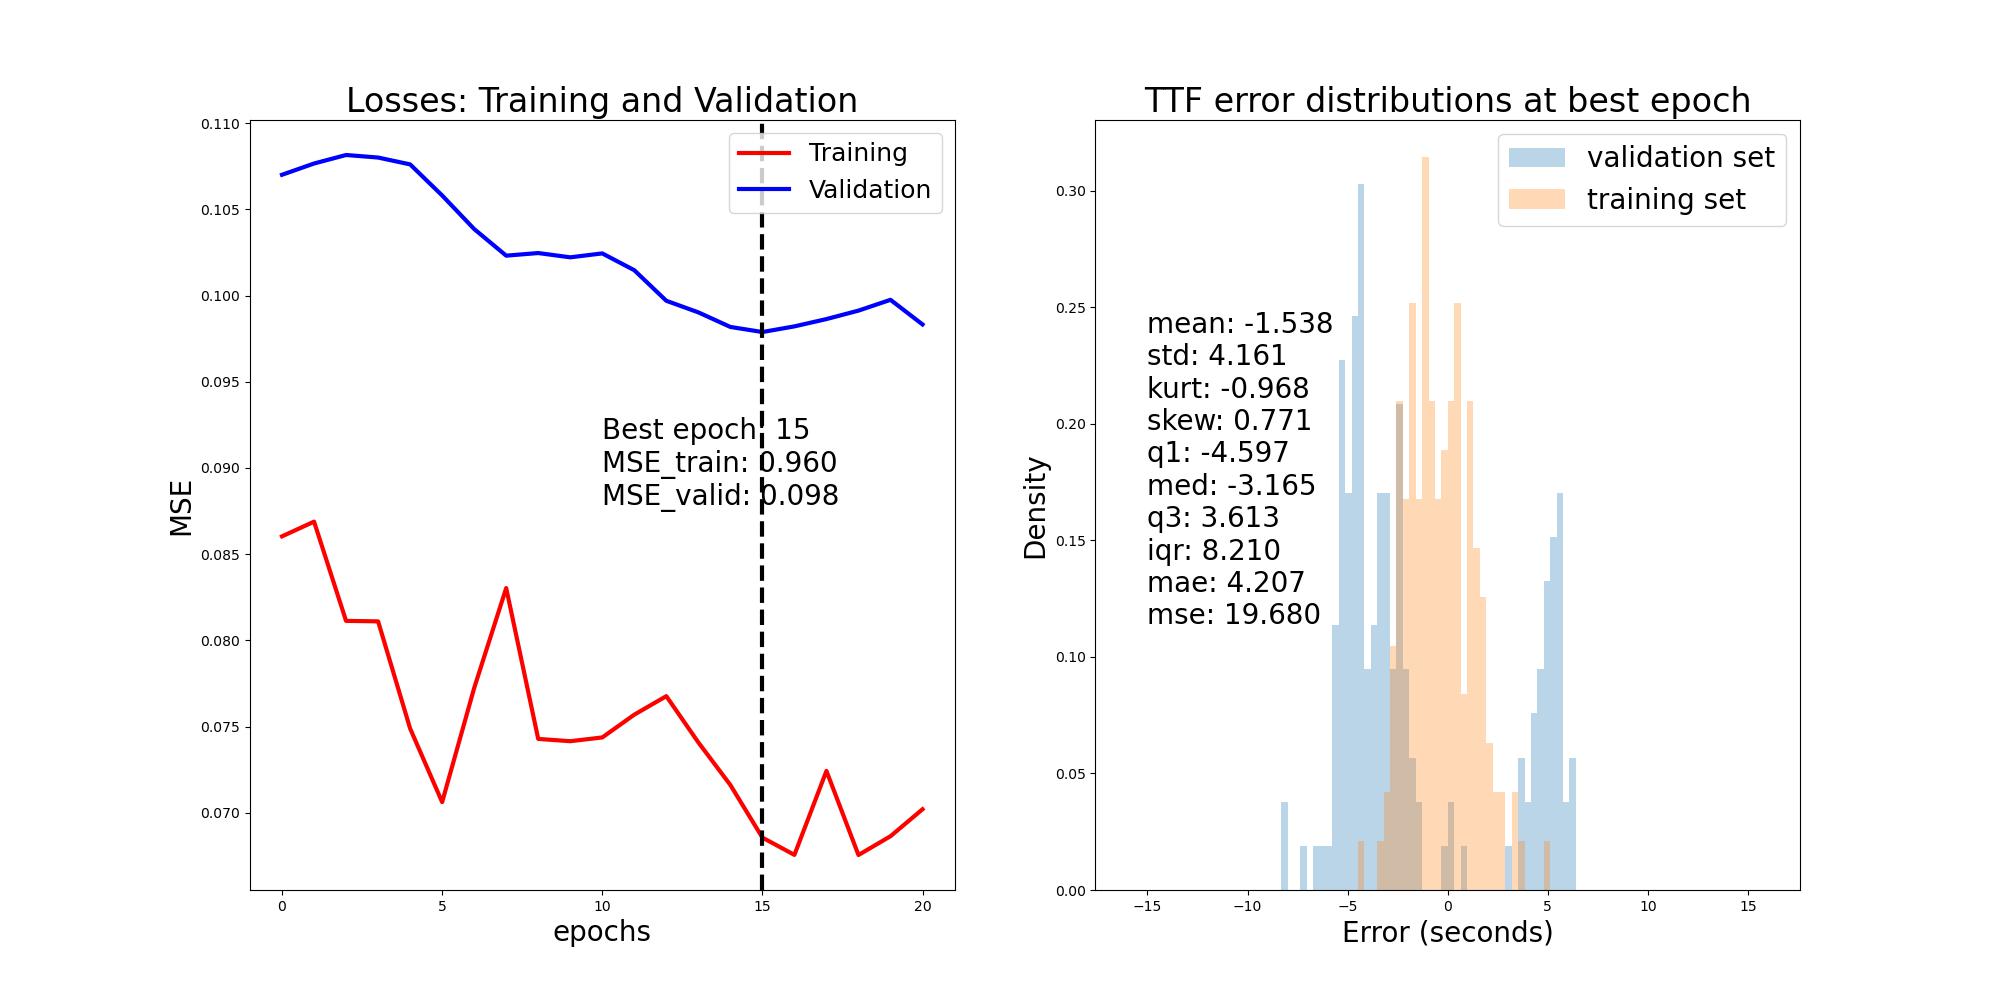 Losses: Training and Validation
0.110
0.105
0.100
0.095
0.090
0.085
0.080
0.075
0.070
MSE
Training
Validation
Best epoch: 15
MSE_train: 0.960
MSE_valid: 0.098
0 5 10 15 20
epochs
TTF error distributions at best epoch
0.30
0.25
0.20
0.15
0.10
0.05
0.00
Density
validation set
training set
mean: -1.538
std: 4.161
kurt: -0.968
skew: 0.771
q1: -4.597
med: -3.165
q3: 3.613
iqr: 8.210
mae: 4.207
mse: 19.680
−15 −10 −5 0 5 10 15
Error (seconds)